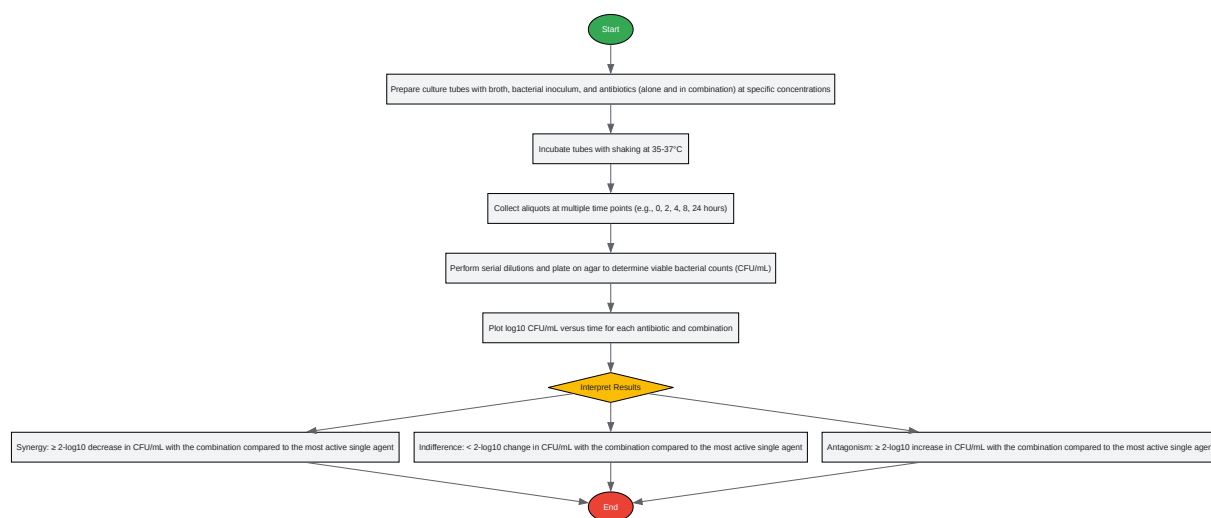 Start
Prepare culture tubes with broth, bacterial inoculum, and antibiotics (alone and in combination) at specific concentrations
Incubate tubes with shaking at 35-37°C
Collect aliquots at multiple time points (e.g., 0, 2, 4, 8, 24 hours)
Perform serial dilutions and plate on agar to determine viable bacterial counts (CFU/mL)
Plot log10 CFU/mL versus time for each antibiotic and combination
Interpret Results
Synergy: ≥ 2-log10 decrease in CFU/mL with the combination compared to the most active single agent
Indifference: < 2-log10 change in CFU/mL with the combination compared to the most active single agent
Antagonism: ≥ 2-log10 increase in CFU/mL with the combination compared to the most active single agent
End